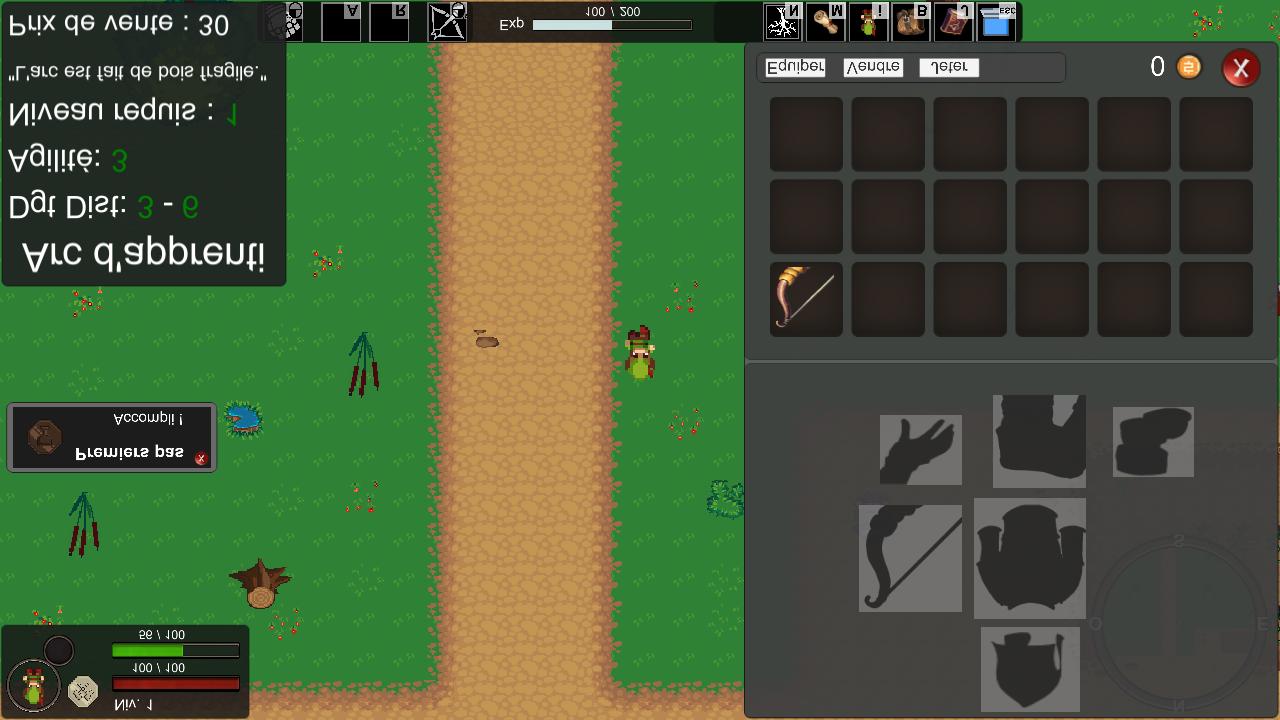 Arc d'apprenti
Dgt Dist: 3 - 6
Agilité: 3
Niveau requis : 1
"L'arc est fait de bois fragile."
Prix de vente : 30
A
R
Exp
100 / 200
N
M
I
B
J
Esc
Equiper
Vendre
Jeter
0
X
Premiers pas
Accompli !
X
Niv. 1
100 / 100
56 / 100
N
O
E
S